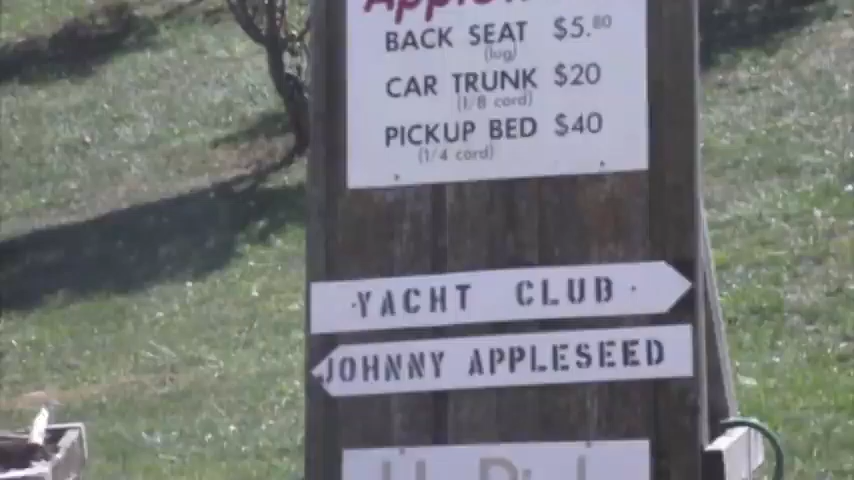 BACK SEAT $5.80
(lug)
CAR TRUNK $20
(1/8 cord)
PICKUP BED $40
(1/4 cord)
YACHT CLUB
JOHNNY APPLESEED